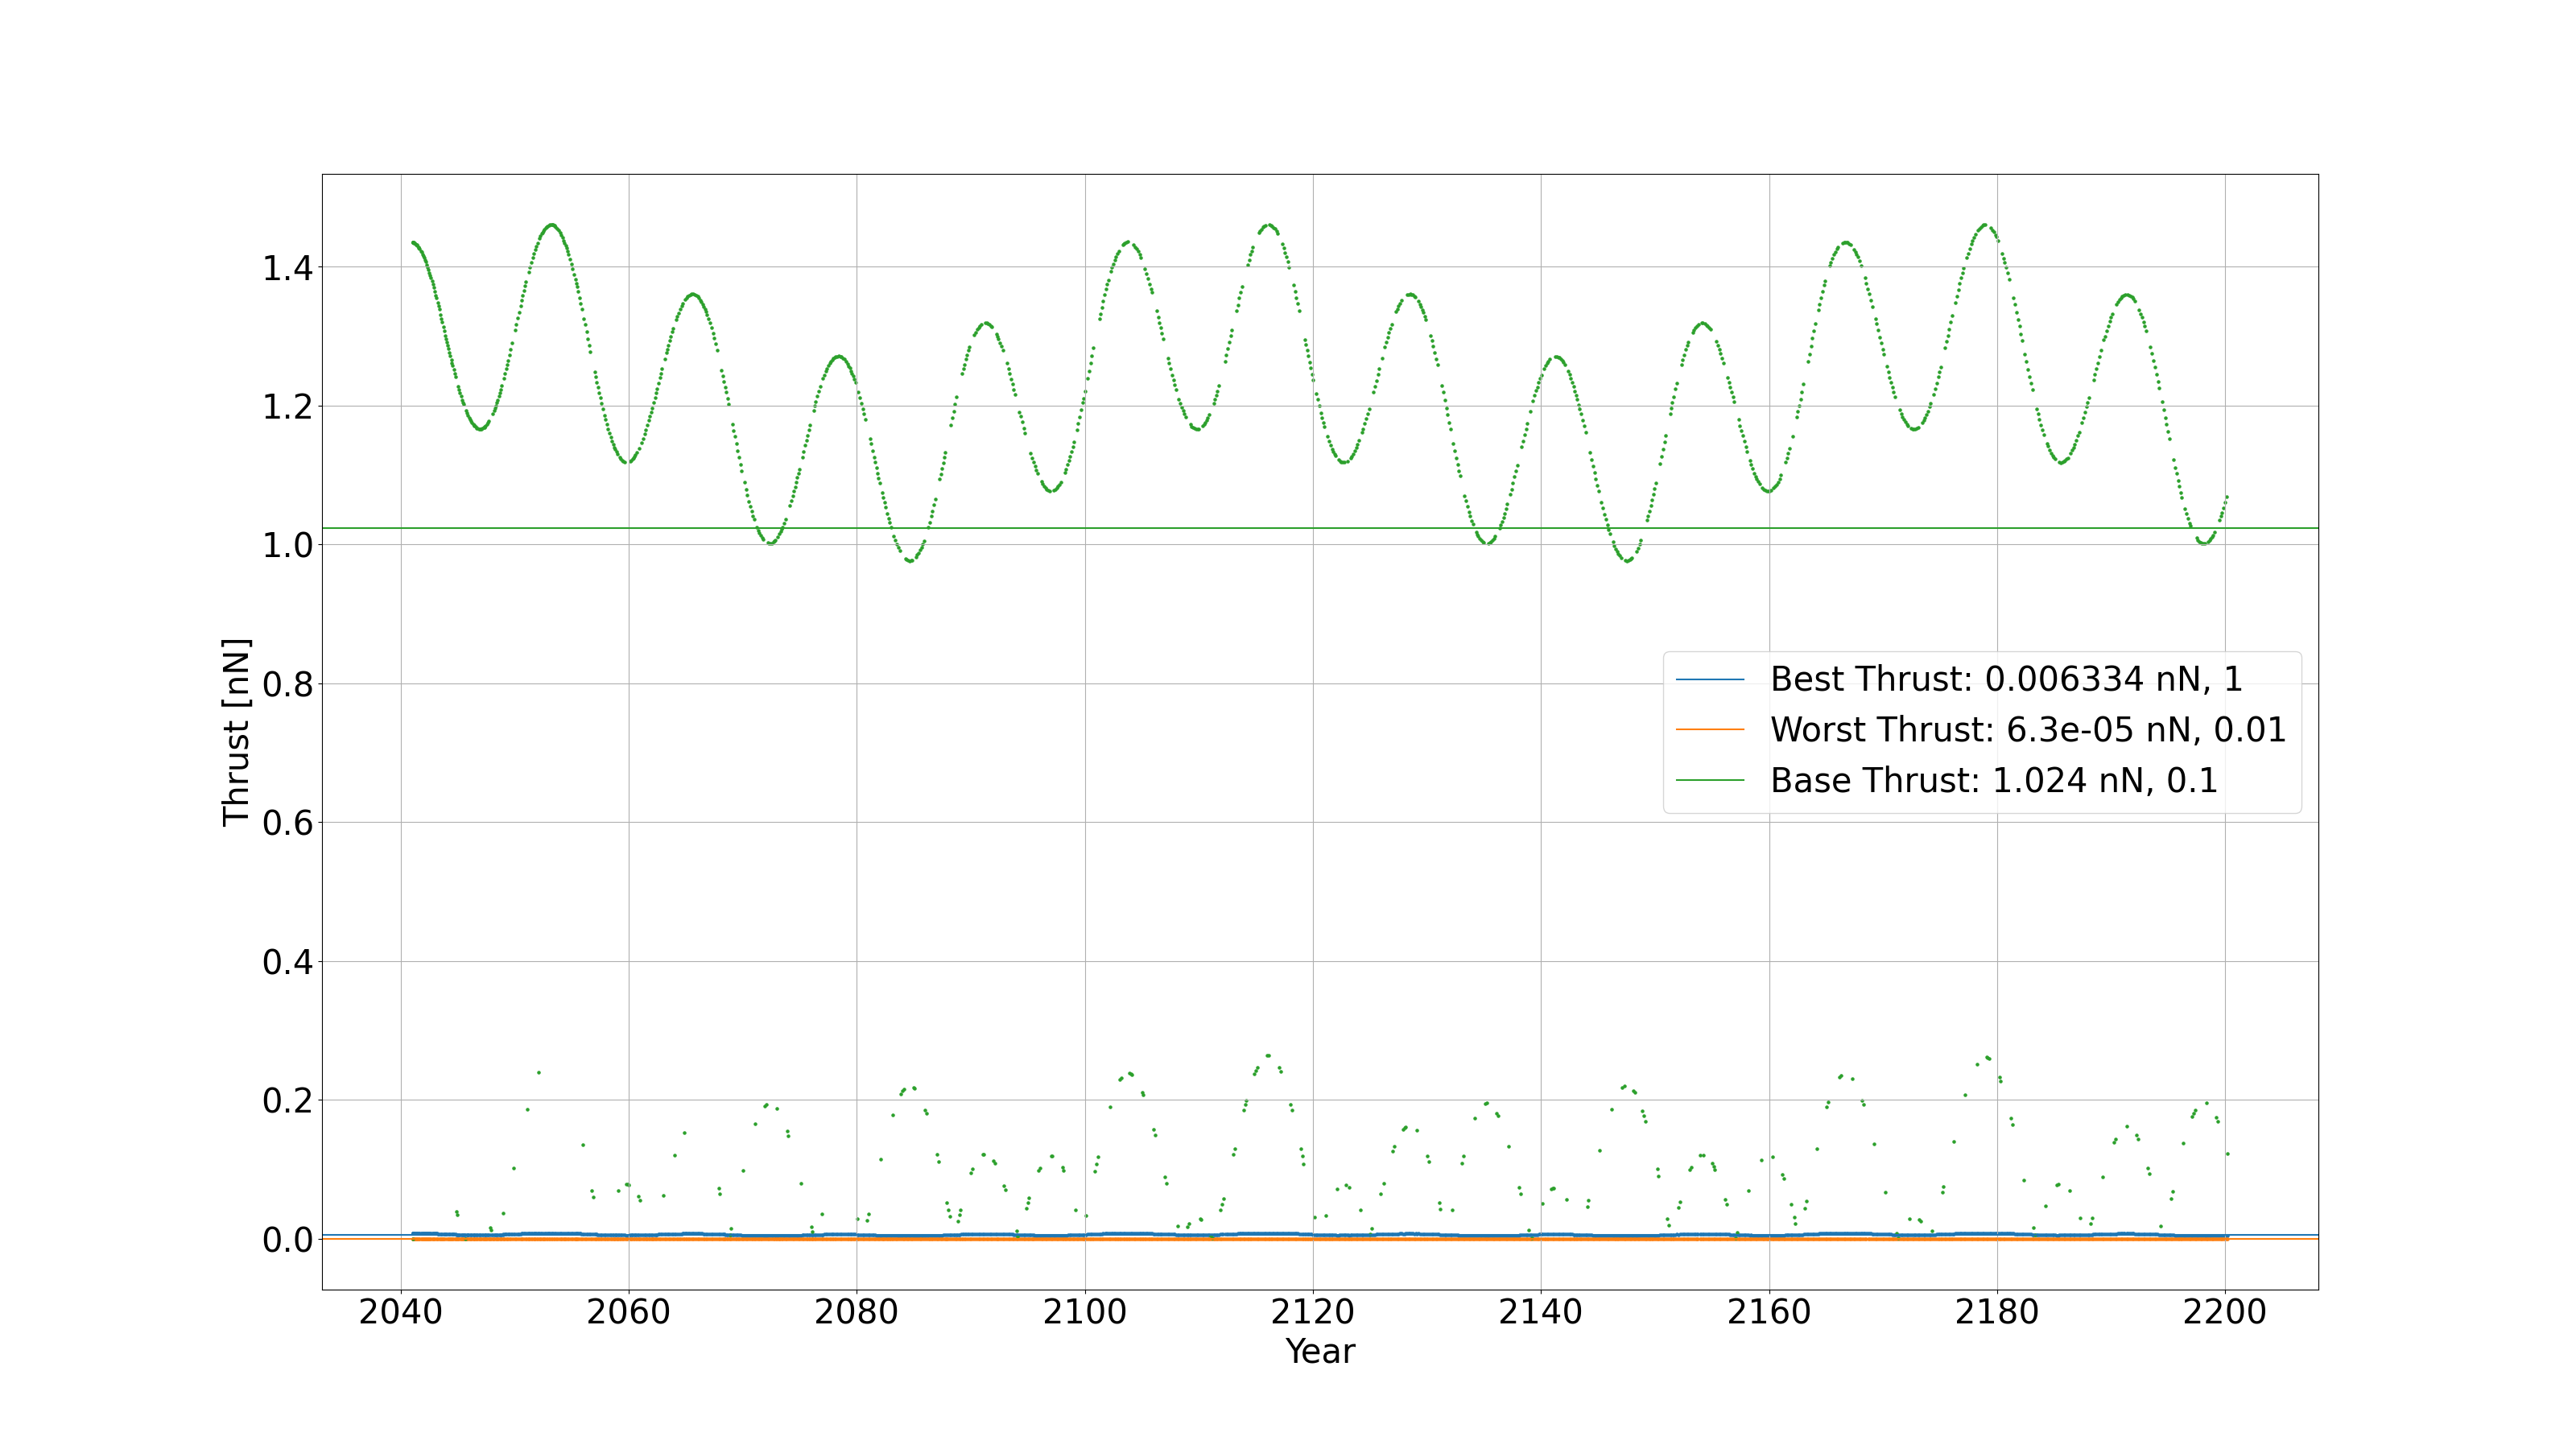 1.4
1.2
1.0
0.8
0.6
0.4
0.2
0.0
Thrust [nN]
Best Thrust: 0.006334 nN, 1
Worst Thrust: 6.3e-05 nN, 0.01
Base Thrust: 1.024 nN, 0.1
2040 2060 2080 2100 2120 2140 2160 2180 2200
Year